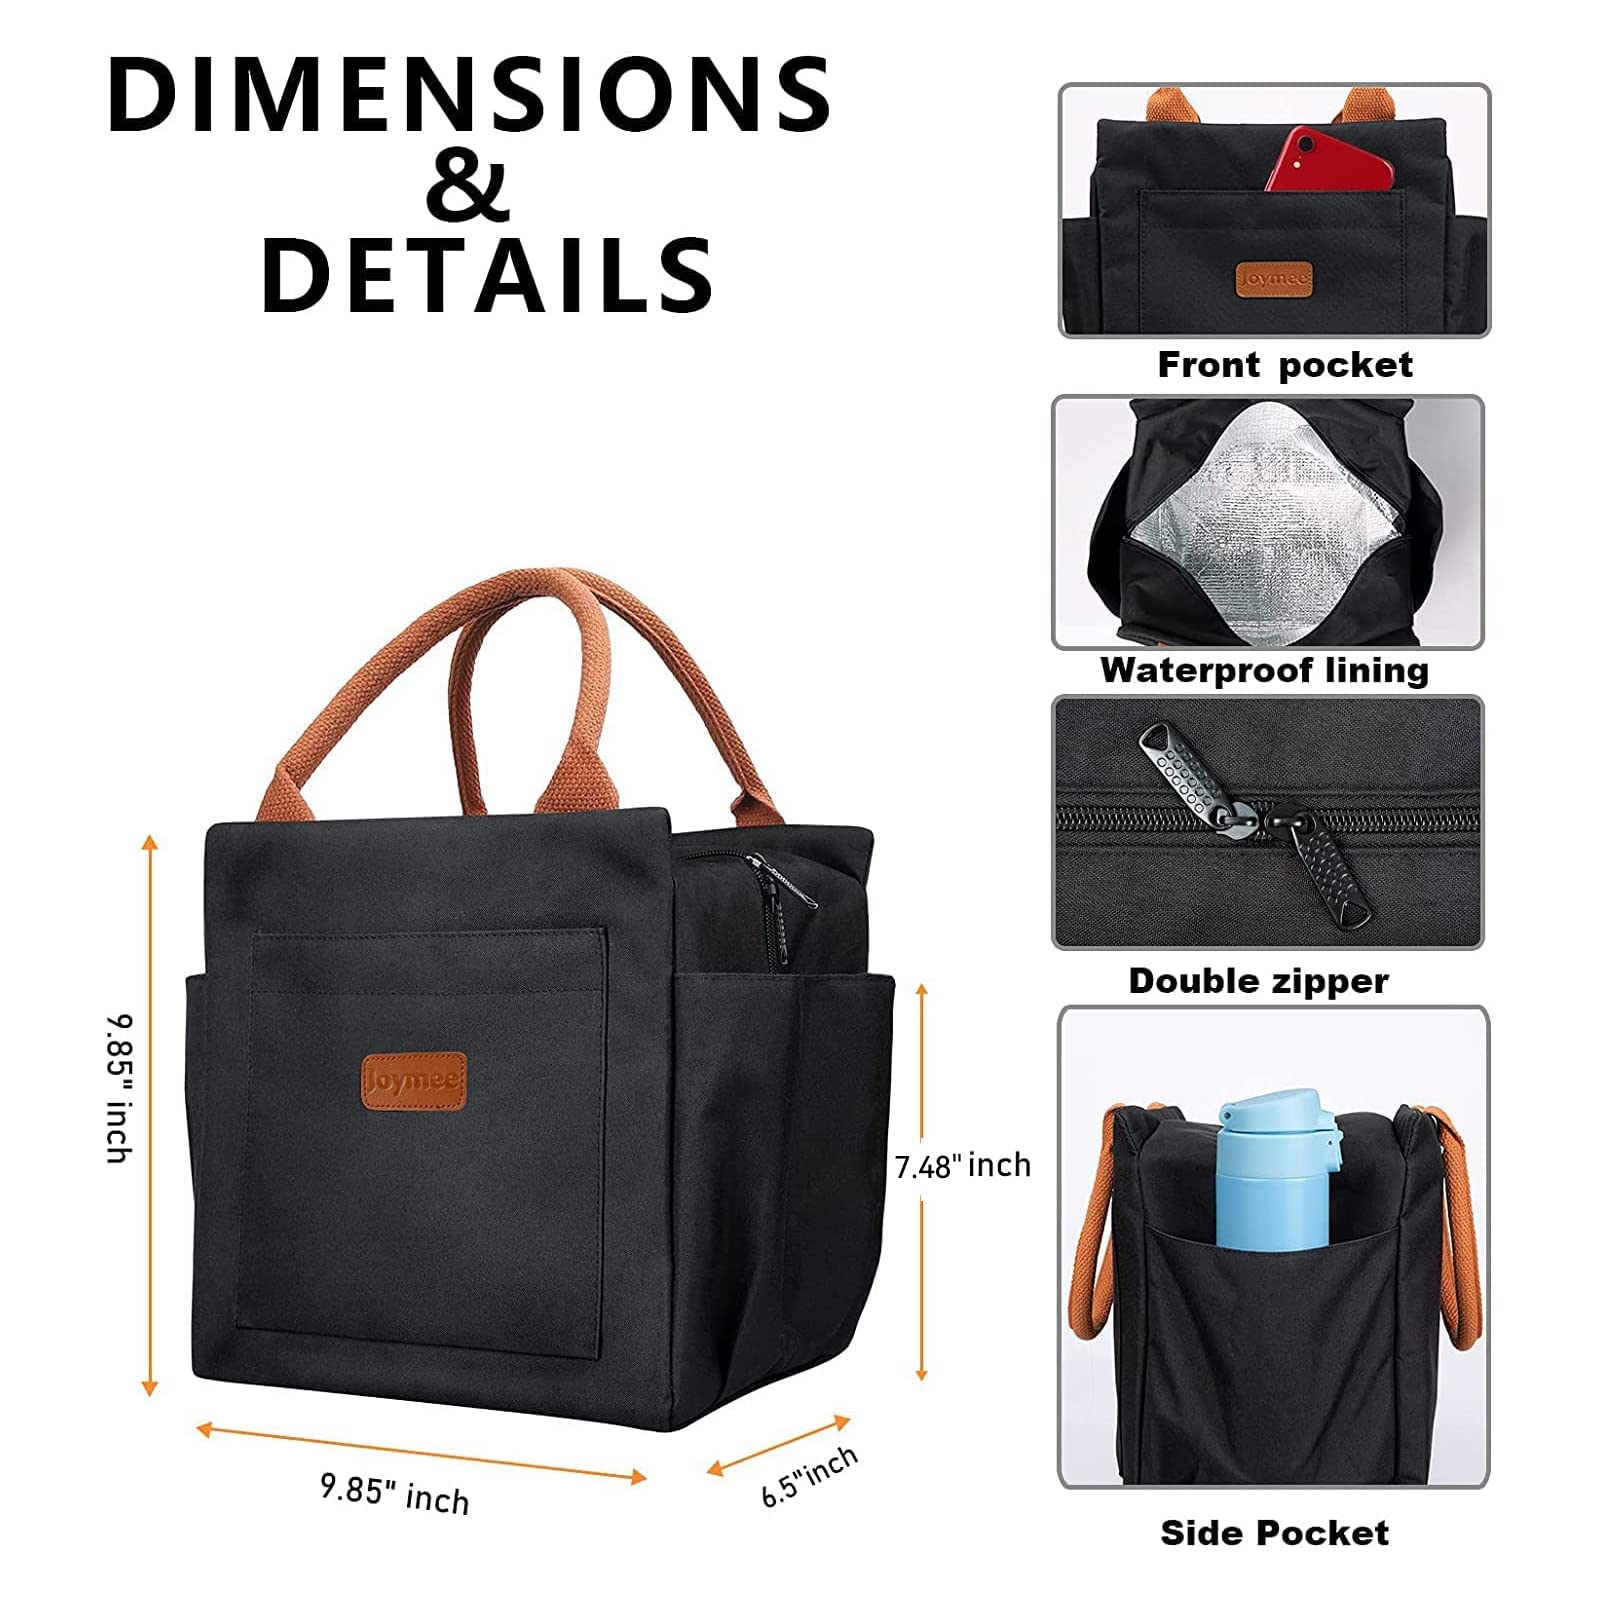 DIMENSIONS
&
DETAILS
Joymee
Front pocket
Waterproof lining
Double zipper
Joymee
9.85" inch
7.48" inch
9.85" inch
6.5"inch
Side Pocket